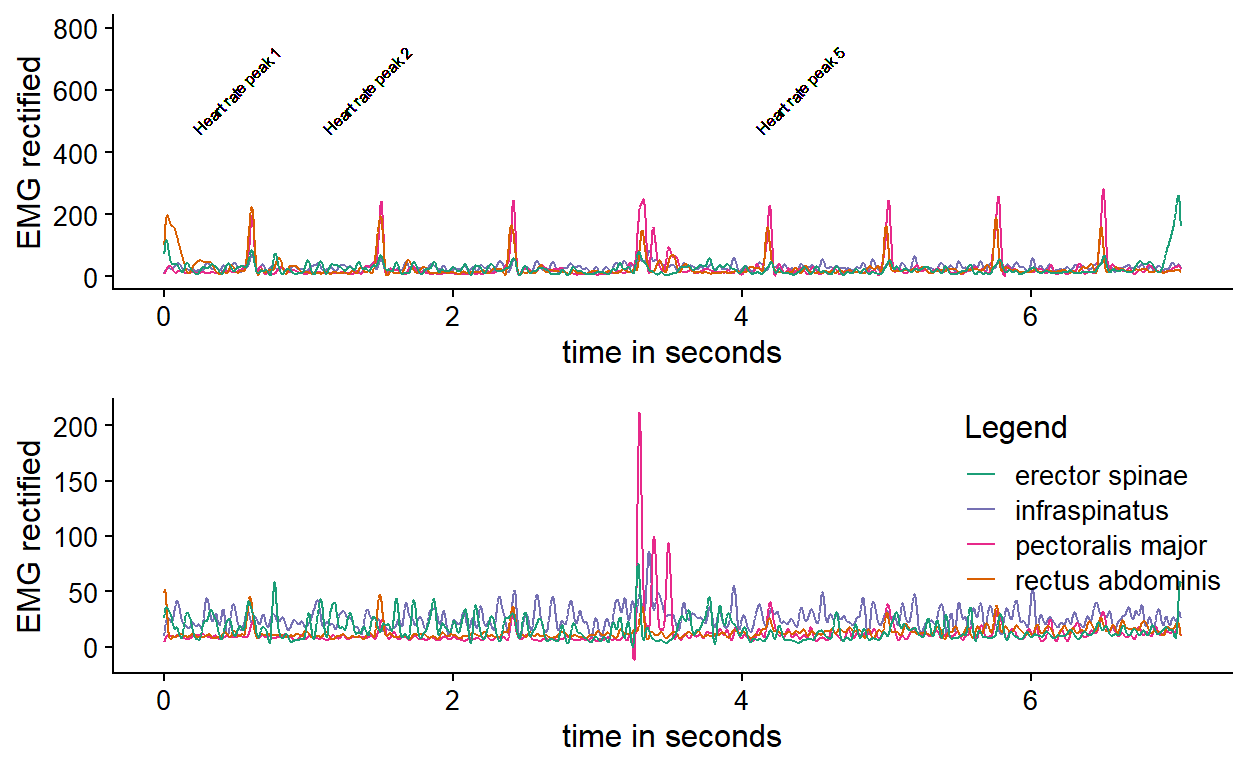 800
600
400
200
0
EMG rectified
Heart rate peak 1
Heart rate peak 2
Heart rate peak 5
0 2 4 6
time in seconds
200
150
100
50
0
EMG rectified
Legend
erector spinae
infraspinatus
pectoralis major
rectus abdominis
0 2 4 6
time in seconds